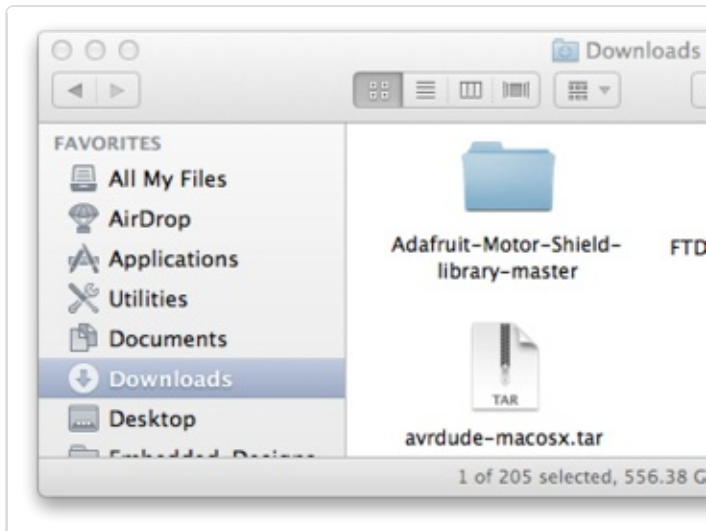 Downloads
FAVORITES
All My Files
AirDrop
Applications
Utilities
Documents
Downloads
Desktop
Adafruit-Motor-Shield-
library-master
FTD
TAR
avrdude-macosx.tar
1 of 205 selected, 556.38 G